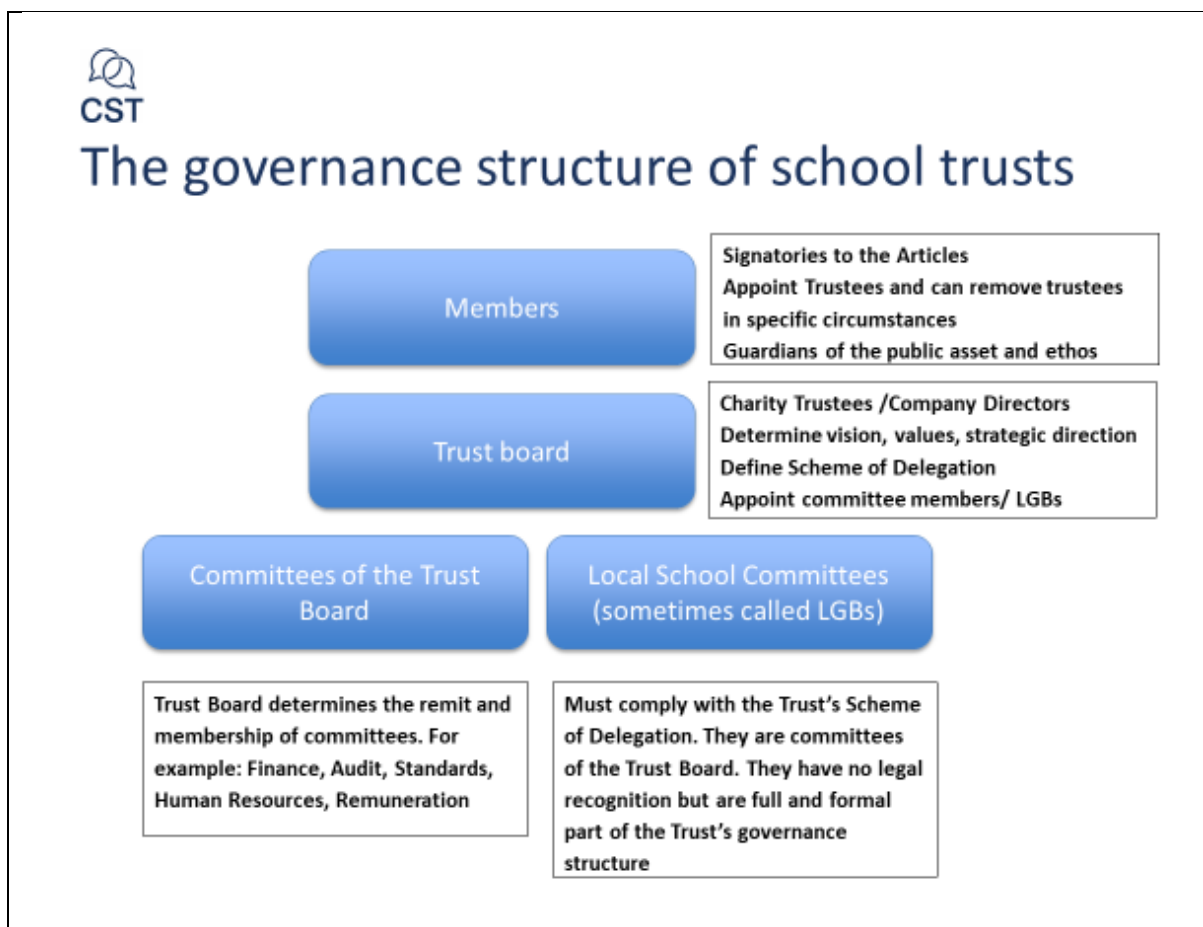 CST
The governance structure of school trusts
Members
Signatories to the Articles
Appoint Trustees and can remove trustees
in specific circumstances
Guardians of the public asset and ethos
Trust board
Charity Trustees /Company Directors
Determine vision, values, strategic direction
Define Scheme of Delegation
Appoint committee members/ LGBs
Committees of the Trust
Board
Local School Committees
(sometimes called LGBs)
Trust Board determines the remit and
membership of committees. For
example: Finance, Audit, Standards,
Human Resources, Remuneration
Must comply with the Trust’s Scheme
of Delegation. They are committees
of the Trust Board. They have no legal
recognition but are full and formal
part of the Trust’s governance
structure